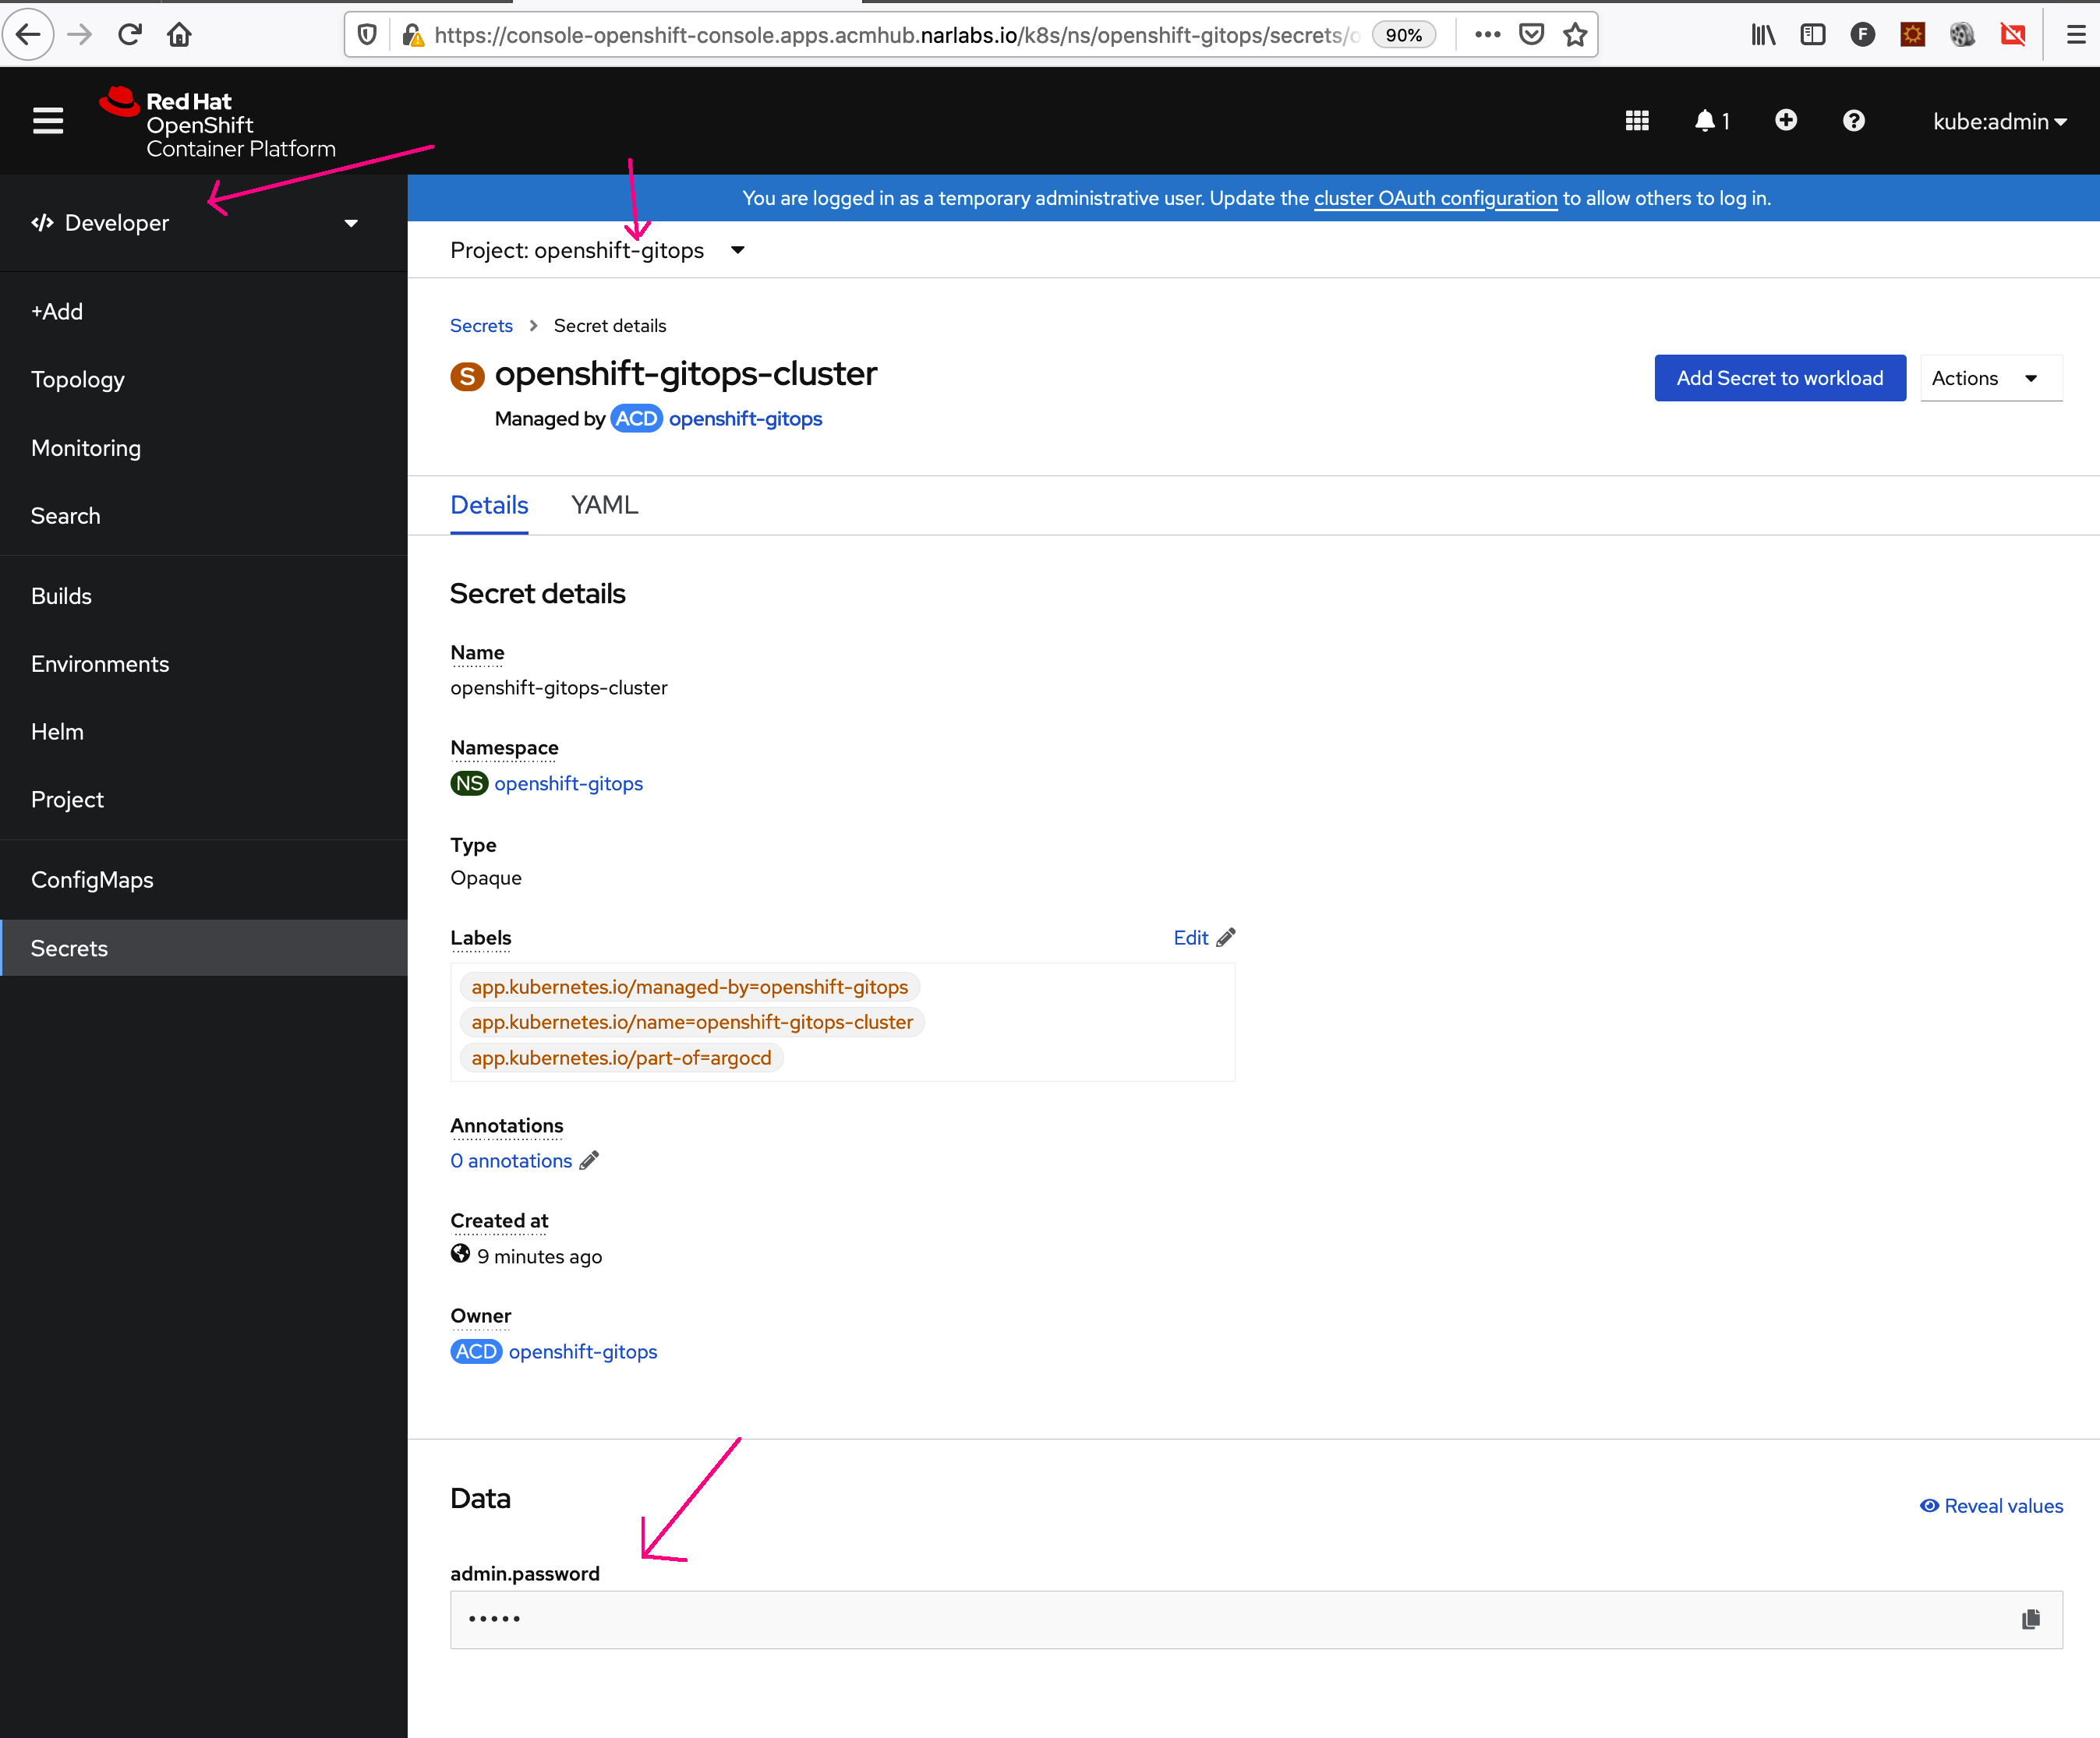 https://console-openshift-console.apps.acmhub.narlabs.io/k8s/ns/openshift-gitops/secrets/o
90%
F
Red Hat
OpenShift
Container Platform
1
kube:admin
Developer
You are logged in as a temporary administrative user. Update the cluster OAuth configuration to allow others to log in.
Project: openshift-gitops
+Add
Topology
Monitoring
Search
Builds
Environments
Helm
Project
ConfigMaps
Secrets
Secrets > Secret details
S openshift-gitops-cluster
Add Secret to workload
Actions
Managed by ACD openshift-gitops
Details YAML
Secret details
Name
openshift-gitops-cluster
Namespace
NS openshift-gitops
Type
Opaque
Labels
Edit
app.kubernetes.io/managed-by=openshift-gitops
app.kubernetes.io/name=openshift-gitops-cluster
app.kubernetes.io/part-of=argocd
Annotations
0 annotations
Created at
9 minutes ago
Owner
ACD openshift-gitops
Data
Reveal values
admin.password
•••••